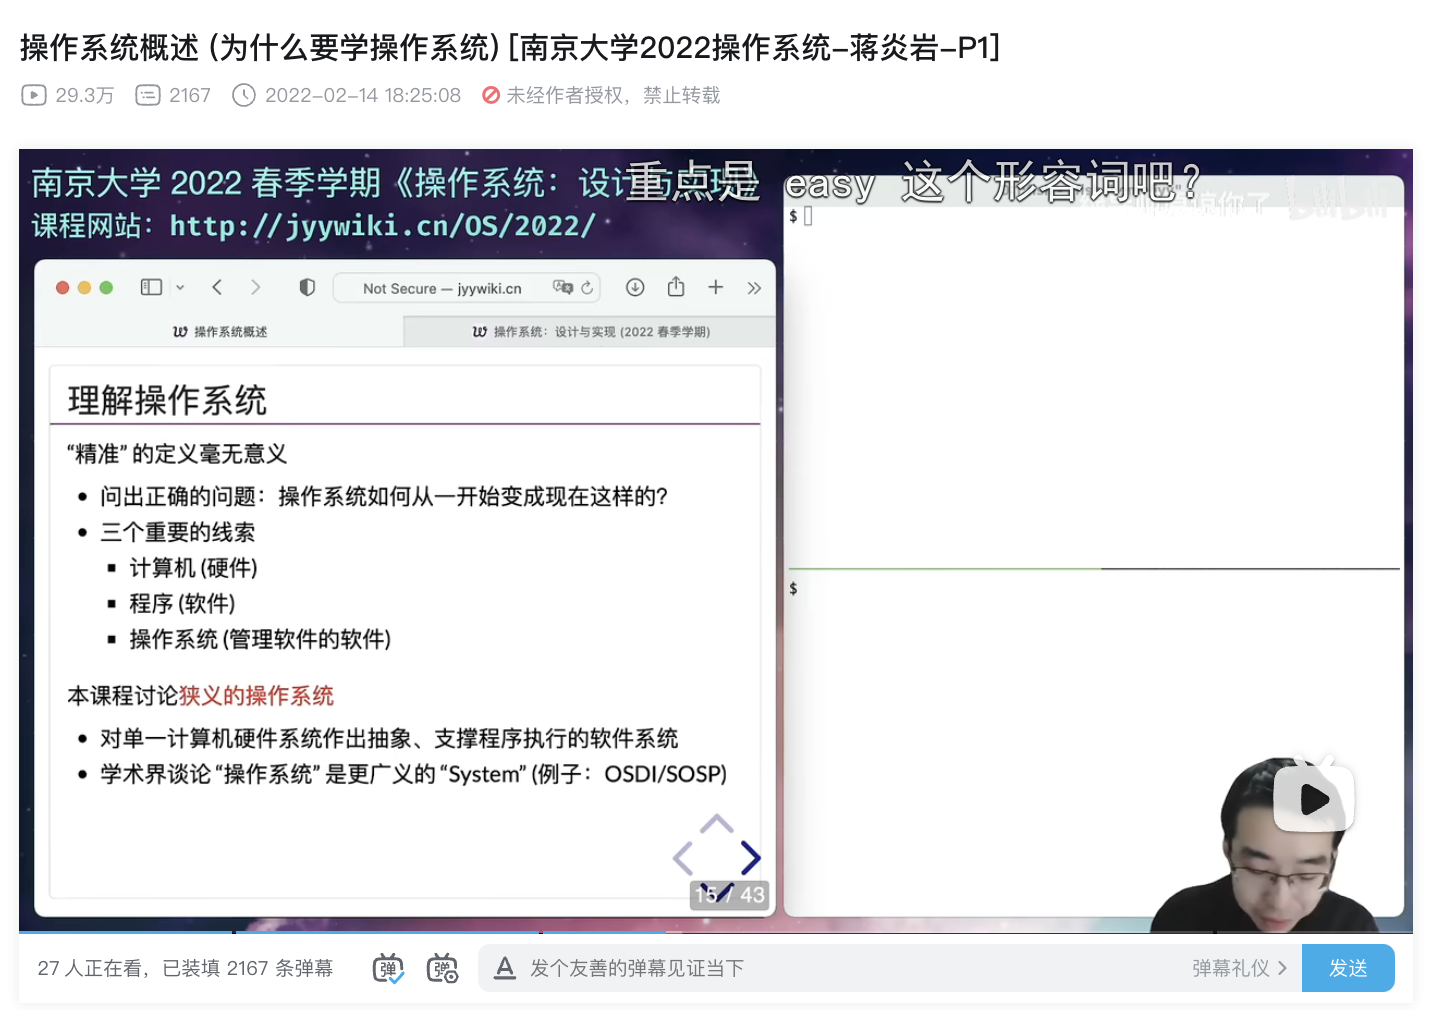 操作系统概述 (为什么要学操作系统) [南京大学2022操作系统-蒋炎岩-P1]
29.3万 2167 2022-02-14 18:25:08 未经作者授权，禁止转载
南京大学 2022 春季学期《操作系统：设计与实现》
重点是 easy 这个形容词吧？
课程网站：http://jyywiki.cn/OS/2022/
bilibili
$
Not Secure — jyywiki.cn
操作系统概述
操作系统：设计与实现 (2022 春季学期)
理解操作系统
“精准” 的定义毫无意义
• 问出正确的问题：操作系统如何从一开始变成现在这样的？
• 三个重要的线索
▪ 计算机 (硬件)
▪ 程序 (软件)
▪ 操作系统 (管理软件的软件)
本课程讨论狭义的操作系统
• 对单一计算机硬件系统作出抽象、支撑程序执行的软件系统
• 学术界谈论 “操作系统” 是更广义的 “System” (例子：OSDI/SOSP)
15 / 43
$
27 人正在看，已装填 2167 条弹幕
弹
弹
A 发个友善的弹幕见证当下
弹幕礼仪 >
发送